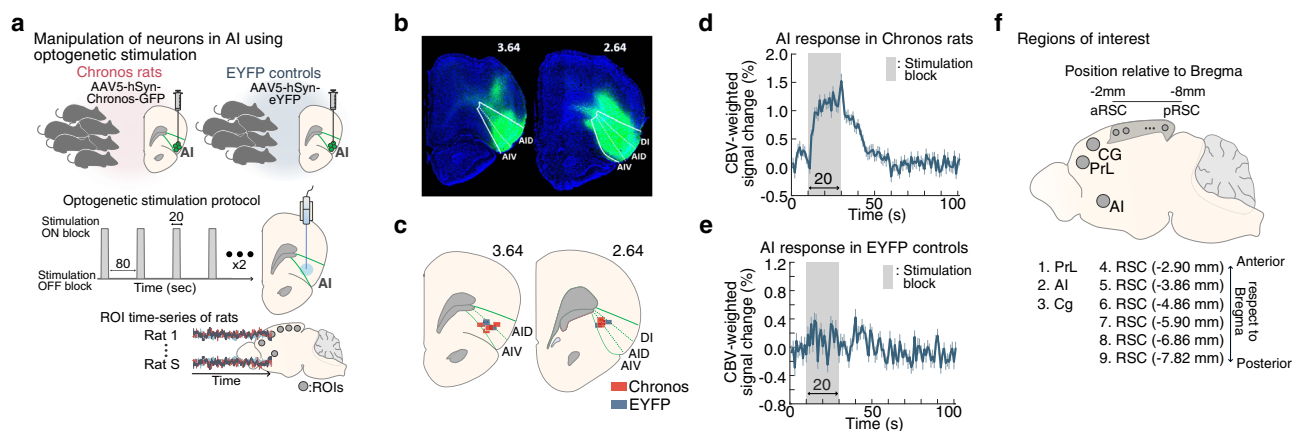 a
Manipulation of neurons in AI using
optogenetic stimulation
Chronos rats
AAV5-hSyn-
Chronos-GFP
EYFP controls
AAV5-hSyn-
eYFP
AI
AI
Optogenetic stimulation protocol
Stimulation
ON block
20
80
x2
Stimulation
OFF block
Time (sec)
AI
ROI time-series of rats
Rat 1
Rat S
Time
:ROIs
b
3.64
2.64
AID
AIV
DI
AID
AIV
c
3.64
2.64
AID
AIV
DI
AID
AIV
Chronos
EYFP
d
AI response in Chronos rats
CBV-weighted
signal change (%)
2.0
1.5
1.0
0.5
0.0
-0.5
: Stimulation
block
20
50
100
Time (s)
e
AI response in EYFP controls
CBV-weighted
signal change (%)
1.2
0.8
0.4
0.0
-0.4
-0.8
: Stimulation
block
20
50
100
Time (s)
f
Regions of interest
Position relative to Bregma
-2mm
-8mm
aRSC
pRSC
CG
PrL
AI
1. PrL
2. AI
3. Cg
4. RSC (-2.90 mm)
5. RSC (-3.86 mm)
6. RSC (-4.86 mm)
7. RSC (-5.90 mm)
8. RSC (-6.86 mm)
9. RSC (-7.82 mm)
Anterior
respect to
Bregma
Posterior